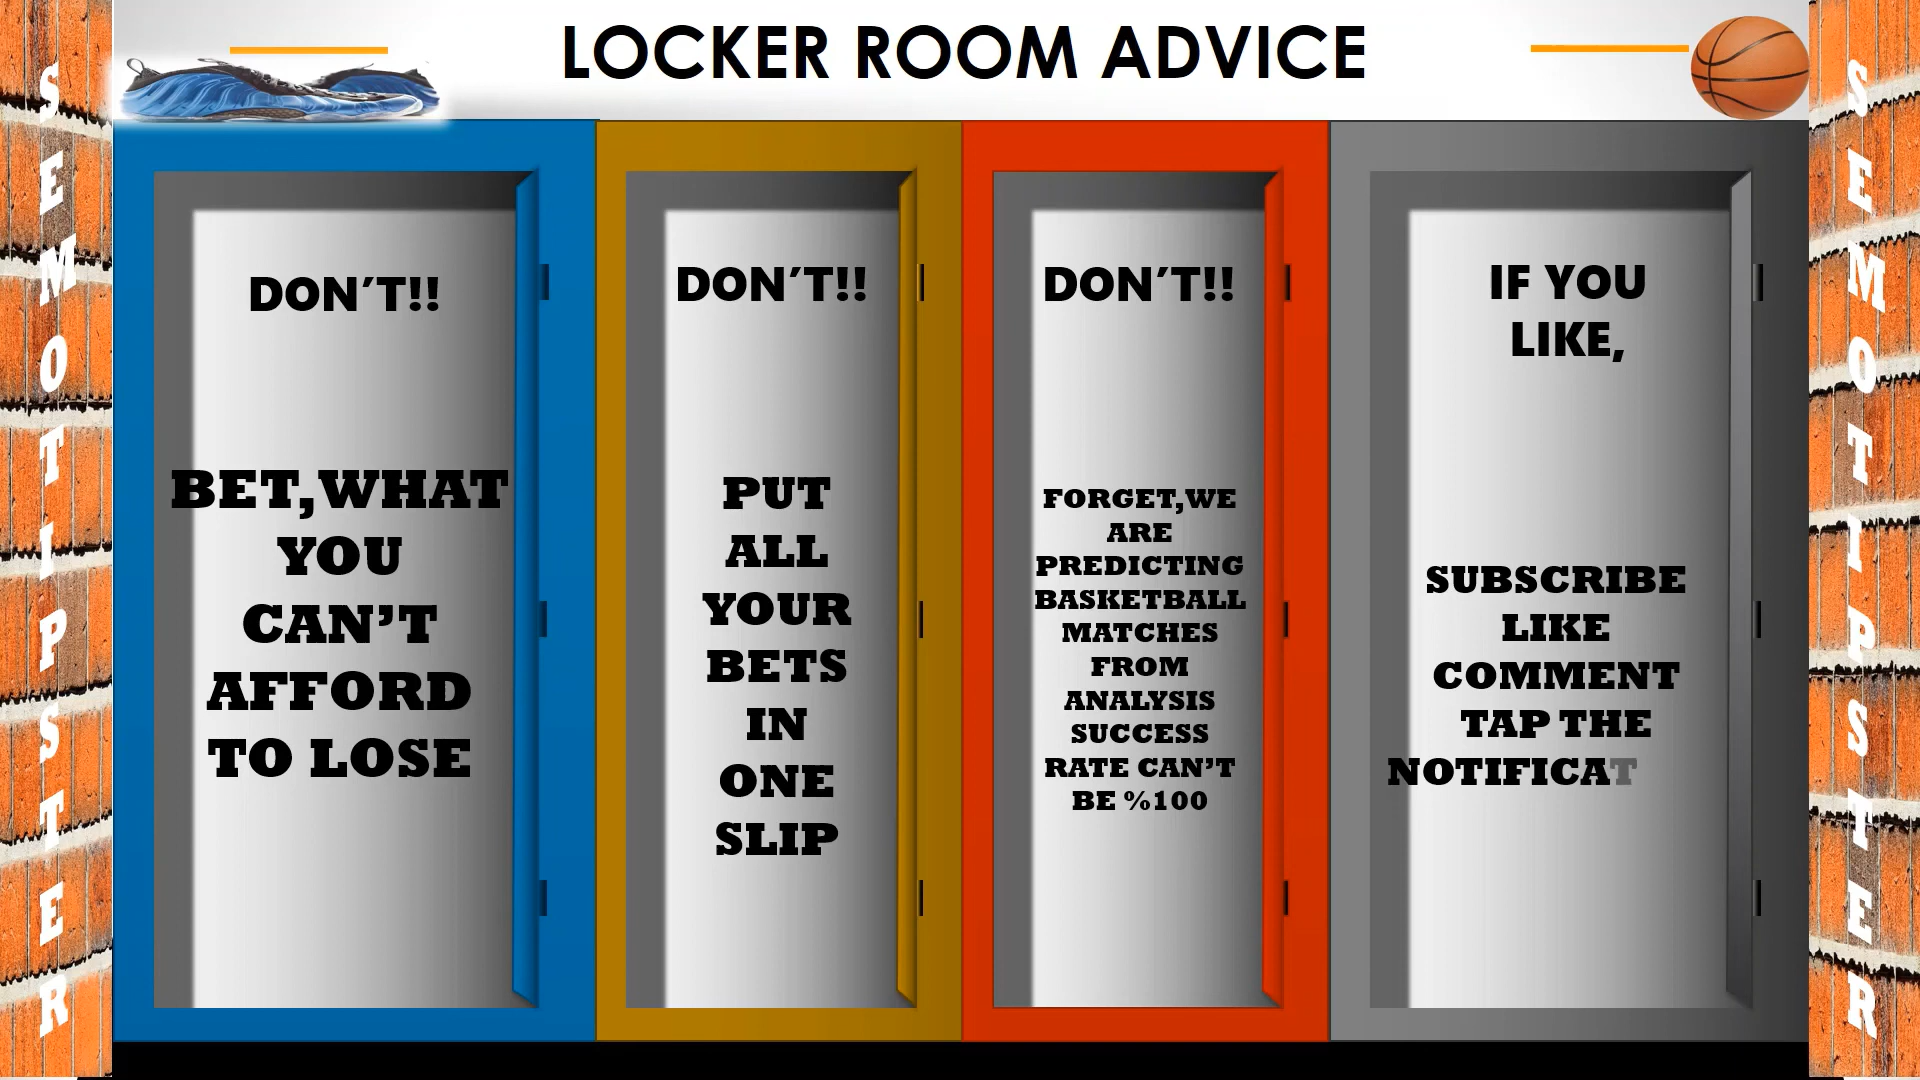 LOCKER ROOM ADVICE
SEMOTIPSTER
DON´T!!
BET,WHAT
YOU
CAN’T
AFFORD
TO LOSE
DON´T!!
PUT
ALL
YOUR
BETS
IN
ONE
SLIP
DON´T!!
FORGET,WE
ARE
PREDICTING
BASKETBALL
MATCHES
FROM
ANALYSIS
SUCCESS
RATE CAN’T
BE %100
IF YOU
LIKE,
SUBSCRIBE
LIKE
COMMENT
TAP THE
NOTIFICAT
SEMOTIPSTER